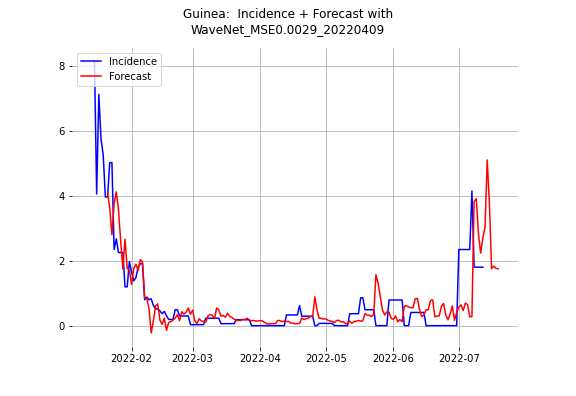 Guinea:  Incidence + Forecast with
WaveNet_MSE0.0029_20220409
Incidence
Forecast
8
6
4
2
0
2022-02
2022-03
2022-04
2022-05
2022-06
2022-07